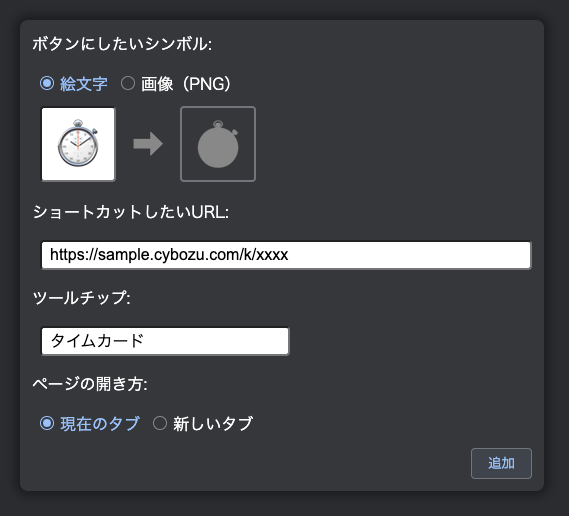 ボタンにしたいシンボル:
絵文字 画像（PNG）
ショートカットしたいURL:
https://sample.cybozu.com/k/xxxx
ツールチップ:
タイムカード
ページの開き方:
現在のタブ 新しいタブ
追加